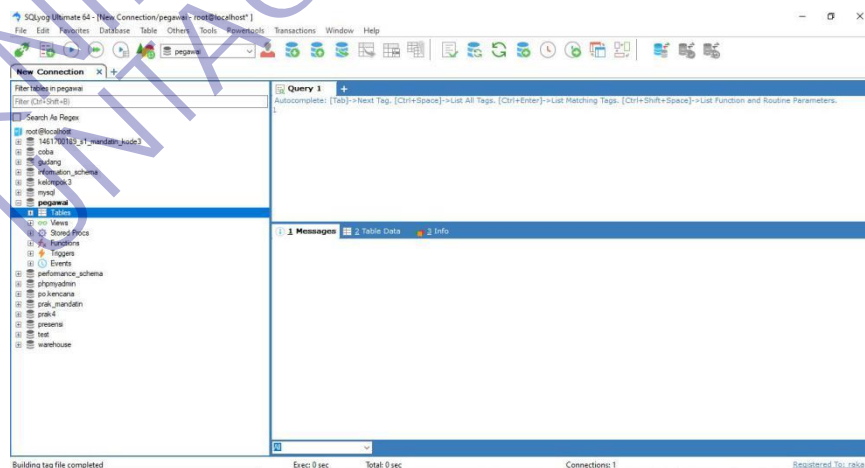 SQLyog Ultimate 64 - [New Connection/pegawai - root@localhost*]
File Edit Favorites Database Table Others Tools Powertools Transactions Window Help
pegawai
New Connection
Filter tables in pegawai
Filter (Ctrl+Shift+B)
Search As Regex
root@localhost
1461700189_s1_mandatin_kode3
coba
gudang
information_schema
kelompok3
mysql
pegawai
Tables
Views
Stored Procs
Functions
Triggers
Events
performance_schema
phpmyadmin
po.kencana
prak_mandatin
prak4
presensi
test
warehouse
Query 1
Autocomplete: [Tab]->Next Tag. [Ctrl+Space]->List All Tags. [Ctrl+Enter]->List Matching Tags. [Ctrl+Shift+Space]->List Function and Routine Parameters.
1
1 Messages 2 Table Data 3 Info
All
Building tag file completed Exec: 0 sec Total: 0 sec Connections: 1 Registered To: raka
UNTAG